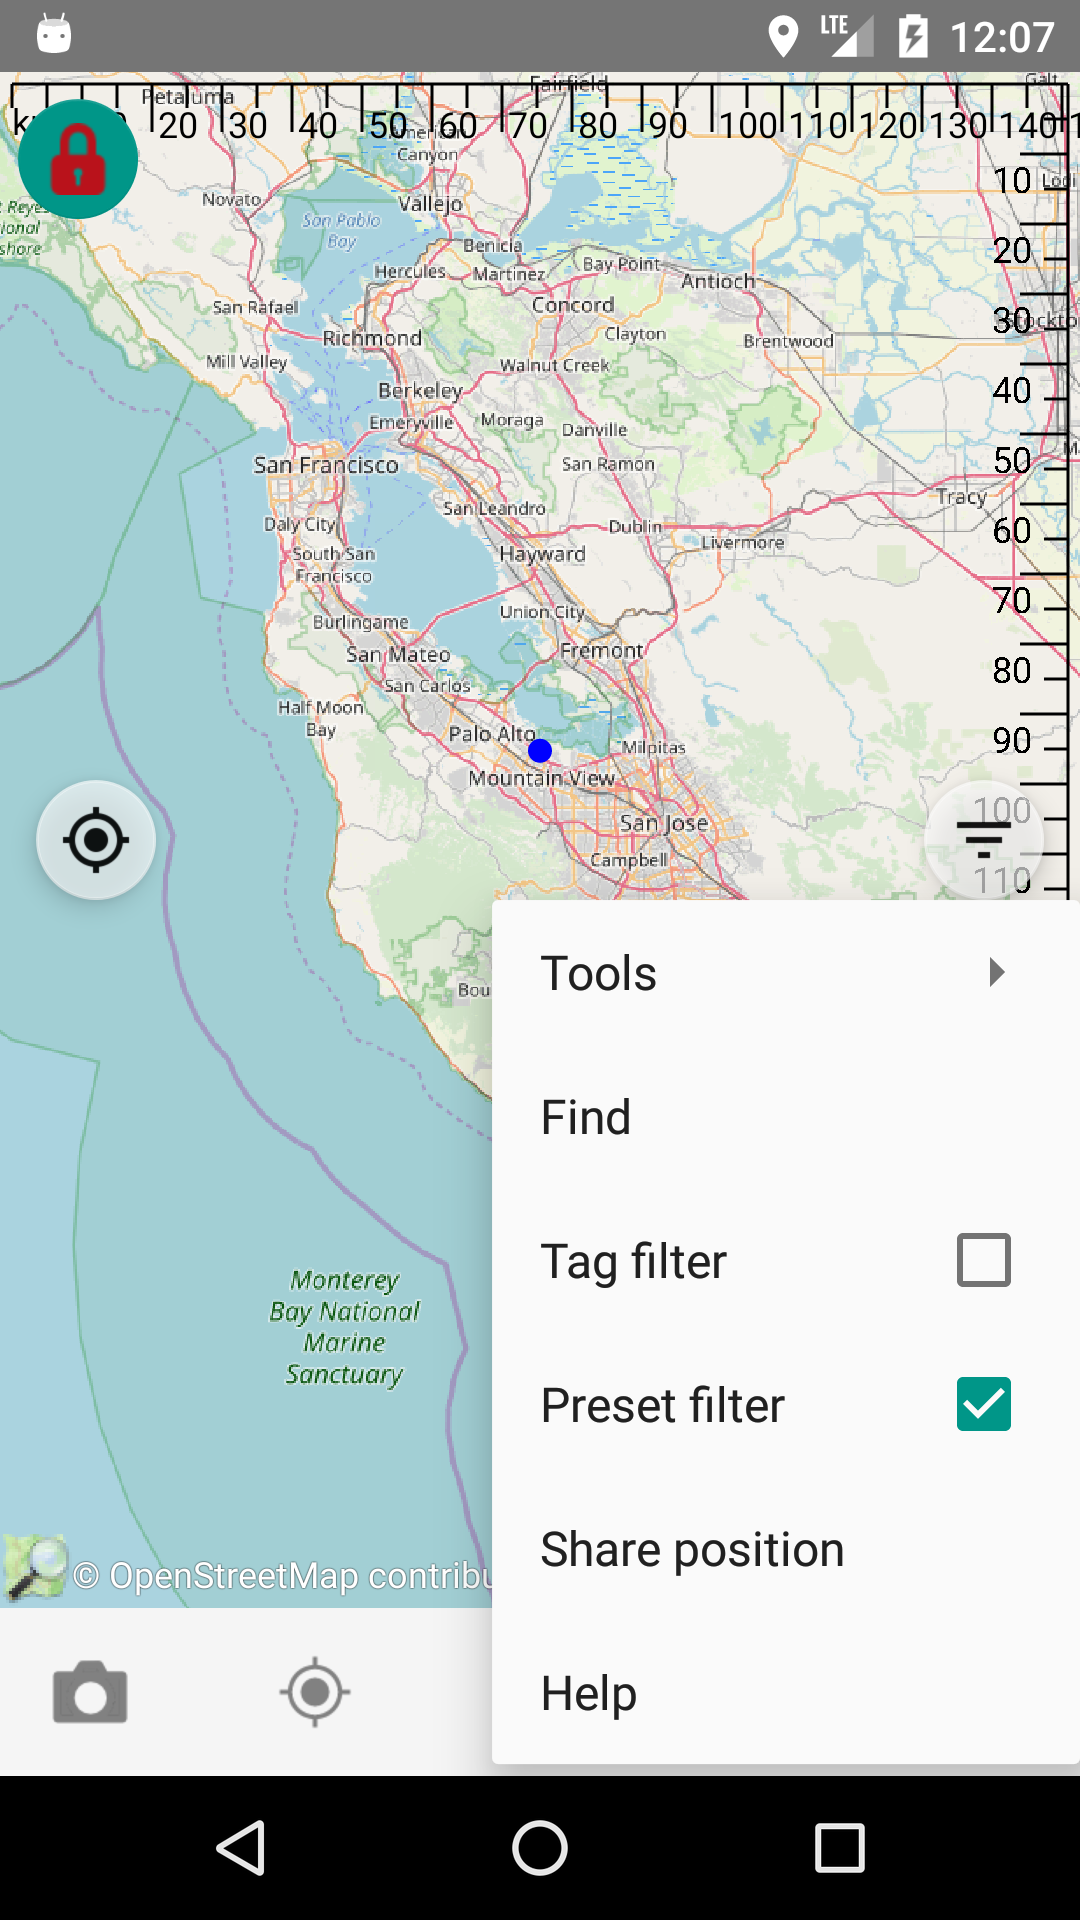 LTE 12:07
Petaluma Fairfield Galt
20 30 40 50 60 70 80 90 100 110 120 130 140
American
Canyon
10 Lodi
Novato Vallejo
San Pablo
Bay
Benicia 20
Hercules Martinez Bay Point Antioch
San Rafael Concord
30
Richmond Clayton Brentwood
Mill Valley Walnut Creek
Berkeley 40
Emeryville Moraga Danville
San Francisco San Ramon 50
Tracy
San Leandro
Daly City Dublin 60
South San
Francisco
Hayward Livermore
70
Burlingame Union City
San Mateo Fremont 80
San Carlos
Half Moon
Bay
Palo Alto Milpitas 90
Mountain View
100
San Jose
Campbell 110
Bou
Tools
Find
Tag filter
Preset filter
Share position
Help
Monterey
Bay National
Marine
Sanctuary
© OpenStreetMap contribu